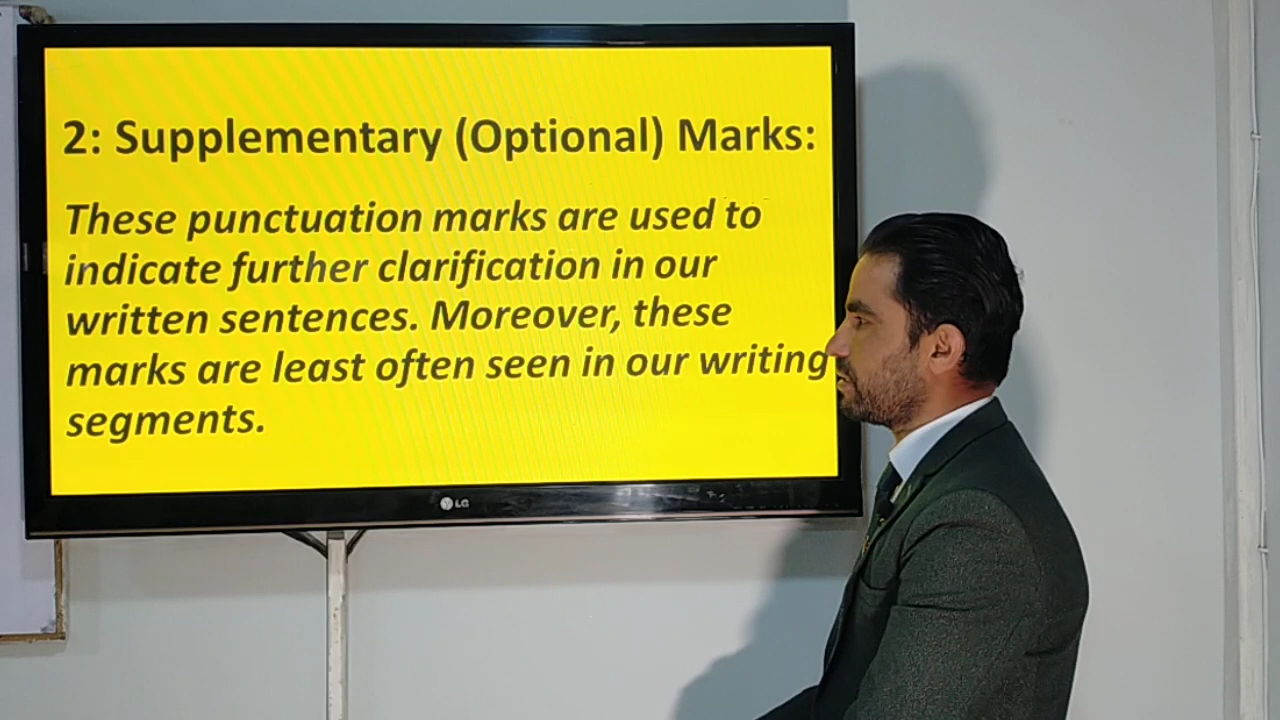 2: Supplementary (Optional) Marks:
These punctuation marks are used to
indicate further clarification in our
written sentences. Moreover, these
marks are least often seen in our writing
segments.
LG